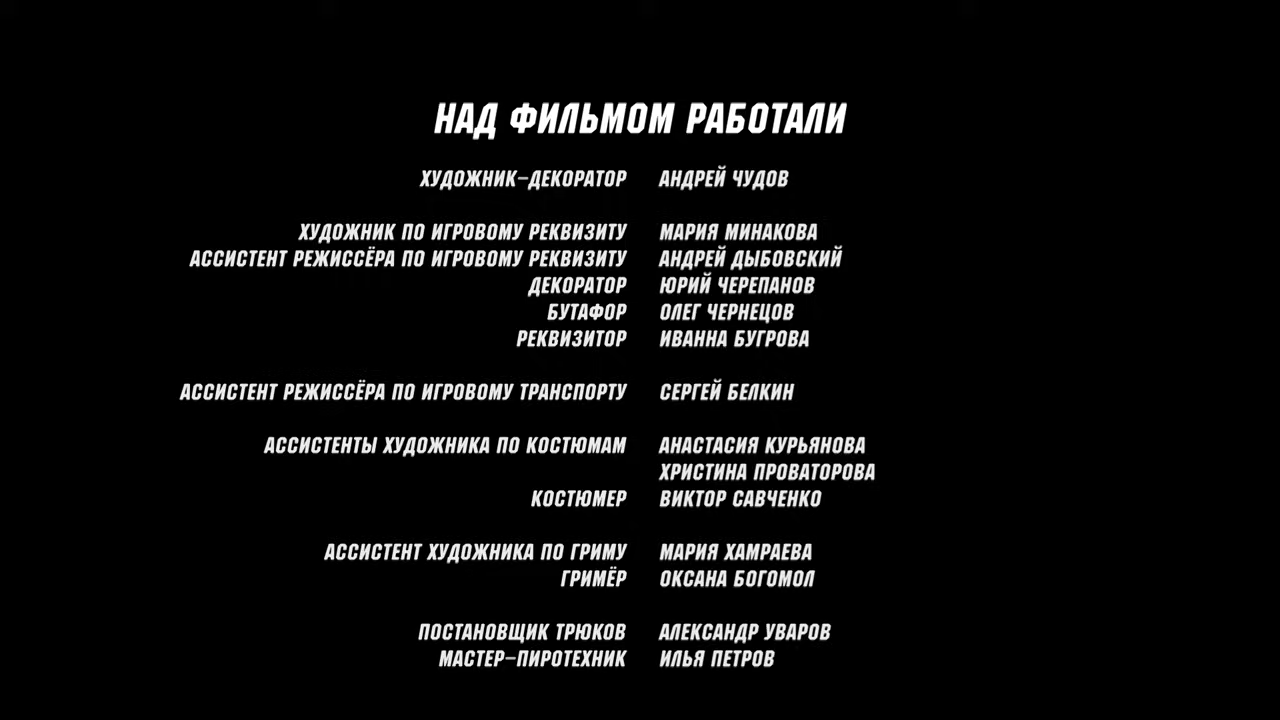 НАД ФИЛЬМОМ РАБОТАЛИ
ХУДОЖНИК–ДЕКОРАТОР АНДРЕЙ ЧУДОВ
ХУДОЖНИК ПО ИГРОВОМУ РЕКВИЗИТУ МАРИЯ МИНАКОВА
АССИСТЕНТ РЕЖИССЁРА ПО ИГРОВОМУ РЕКВИЗИТУ АНДРЕЙ ДЫБОВСКИЙ
ДЕКОРАТОР ЮРИЙ ЧЕРЕПАНОВ
БУТАФОР ОЛЕГ ЧЕРНЕЦОВ
РЕКВИЗИТОР ИВАННА БУГРОВА
АССИСТЕНТ РЕЖИССЁРА ПО ИГРОВОМУ ТРАНСПОРТУ СЕРГЕЙ БЕЛКИН
АССИСТЕНТЫ ХУДОЖНИКА ПО КОСТЮМАМ АНАСТАСИЯ КУРЬЯНОВА
ХРИСТИНА ПРОВАТОРОВА
КОСТЮМЕР ВИКТОР САВЧЕНКО
АССИСТЕНТ ХУДОЖНИКА ПО ГРИМУ МАРИЯ ХАМРАЕВА
ГРИМЁР ОКСАНА БОГОМОЛ
ПОСТАНОВЩИК ТРЮКОВ АЛЕКСАНДР УВАРОВ
МАСТЕР–ПИРОТЕХНИК ИЛЬЯ ПЕТРОВ